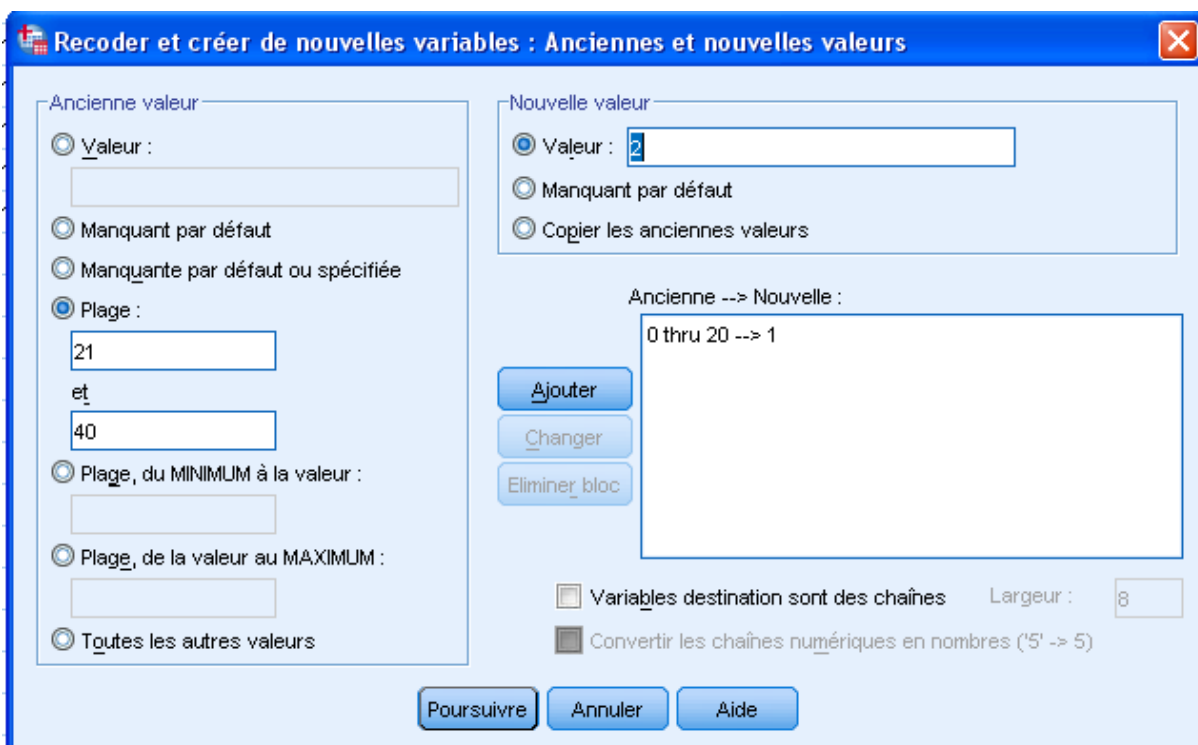 Recoder et créer de nouvelles variables : Anciennes et nouvelles valeurs
Ancienne valeur
Valeur :
Manquant par défaut
Manquante par défaut ou spécifiée
Plage :
21
et
40
Plage, du MINIMUM à la valeur :
Plage, de la valeur au MAXIMUM :
Toutes les autres valeurs
Nouvelle valeur
Valeur : 2
Manquant par défaut
Copier les anciennes valeurs
Ancienne --> Nouvelle :
0 thru 20 --> 1
Ajouter
Changer
Eliminer bloc
Variables destination sont des chaînes Largeur : 8
Convertir les chaînes numériques en nombres ('5' -> 5)
Poursuivre Annuler Aide